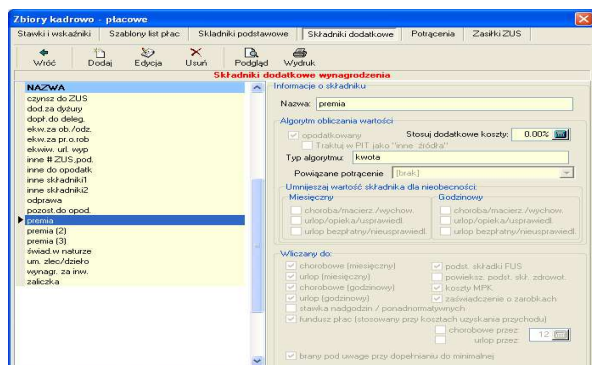 Zbiory kadrowo - płacowe
Stawki i wskaźniki Szablony list płac Składniki podstawowe Składniki dodatkowe Potrącenia Zasiłki ZUS
Wróć Dodaj Edycja Usuń Podgląd Wydruk
Składniki dodatkowe wynagrodzenia
NAZWA
czynsz do ZUS
dod.za dyżury
dopł.do deleg.
ekw.za ob./odz.
ekw.za pr.o.rob
ekwiw. url. wyp
inne # ZUS,pod.
inne do opodatk
inne składniki1
inne składniki2
odprawa
pozost.do opod.
premia
premia (2)
premia (3)
świad.w naturze
um. zlec/dzieło
wynagr. za inw.
zaliczka
Informacje o składniku
Nazwa: premia
Algorytm obliczania wartości
opodatkowany Stosuj dodatkowe koszty: 0.00%
Traktuj w PIT jako "inne źródła"
Typ algorytmu: kwota
Powiązane potrącenie [brak]
Umniejszaj wartość składnika dla nieobecności:
Miesięczny Godzinowy
choroba/macierz./wychow. choroba/macierz./wychow.
urlop/opieka/usprawiedl. urlop/opieka/usprawiedl.
urlop bezpłatny/nieusprawiedl. urlop bezpłatny/nieusprawiedl.
Wliczany do:
chorobowe (miesięczny) podst. składki FUS
urlop (miesięczny) powiększ. podst. skł. zdrowot.
chorobowe (godzinowy) koszty MPK
urlop (godzinowy) zaświadczenie o zarobkach
stawka nadgodzin / ponadnormatywnych
fundusz płac (stosowany przy kosztach uzyskania przychodu)
chorobowe przez: 12
urlop przez:
brany pod uwagę przy dopełnianiu do minimalnej